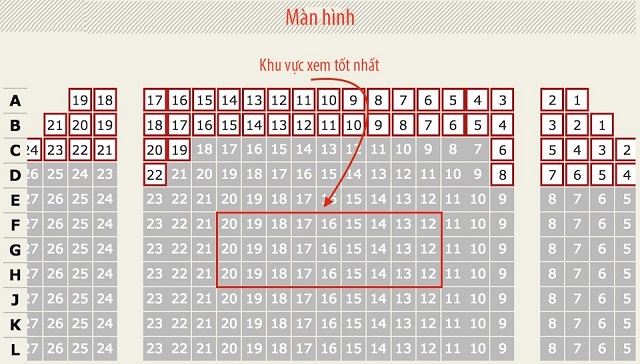 Màn hình
Khu vực xem tốt nhất
A 19 18 17 16 15 14 13 12 11 10 9 8 7 6 5 4 3 2 1
B 21 20 19 18 17 16 15 14 13 12 11 10 9 8 7 6 5 4 3 2 1
C 24 23 22 21 20 19 18 17 16 15 14 13 12 11 10 9 8 7 6 5 4 3 2
D 26 25 24 23 22 21 20 19 18 17 16 15 14 13 12 11 10 9 8 7 6 5 4
E 27 26 25 24 23 22 21 20 19 18 17 16 15 14 13 12 11 10 9 8 7 6 5
F 27 26 25 24 23 22 21 20 19 18 17 16 15 14 13 12 11 10 9 8 7 6 5
G 27 26 25 24 23 22 21 20 19 18 17 16 15 14 13 12 11 10 9 8 7 6 5
H 27 26 25 24 23 22 21 20 19 18 17 16 15 14 13 12 11 10 9 8 7 6 5
J 27 26 25 24 23 22 21 20 19 18 17 16 15 14 13 12 11 10 9 8 7 6 5
K 27 26 25 24 23 22 21 20 19 18 17 16 15 14 13 12 11 10 9 8 7 6 5
L 27 26 25 24 23 22 21 20 19 18 17 16 15 14 13 12 11 10 9 8 7 6 5